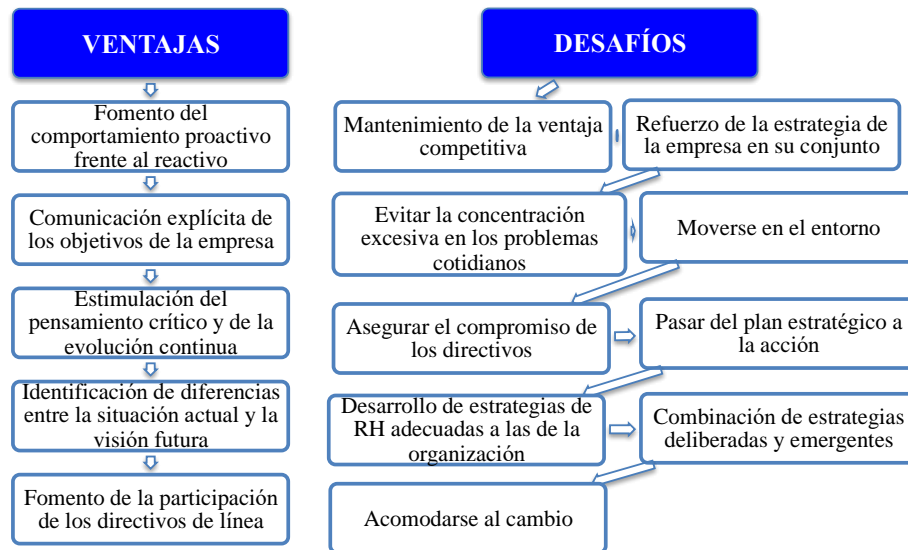 VENTAJAS
Fomento del
comportamiento proactivo
frente al reactivo
Comunicación explícita de
los objetivos de la empresa
Estimulación del
pensamiento crítico y de la
evolución continua
Identificación de diferencias
entre la situación actual y la
visión futura
Fomento de la participación
de los directivos de línea
DESAFÍOS
Mantenimiento de la ventaja
competitiva
Refuerzo de la estrategia de
la empresa en su conjunto
Evitar la concentración
excesiva en los problemas
cotidianos
Moverse en el entorno
Asegurar el compromiso de
los directivos
Pasar del plan estratégico a
la acción
Desarrollo de estrategias de
RH adecuadas a las de la
organización
Combinación de estrategias
deliberadas y emergentes
Acomodarse al cambio